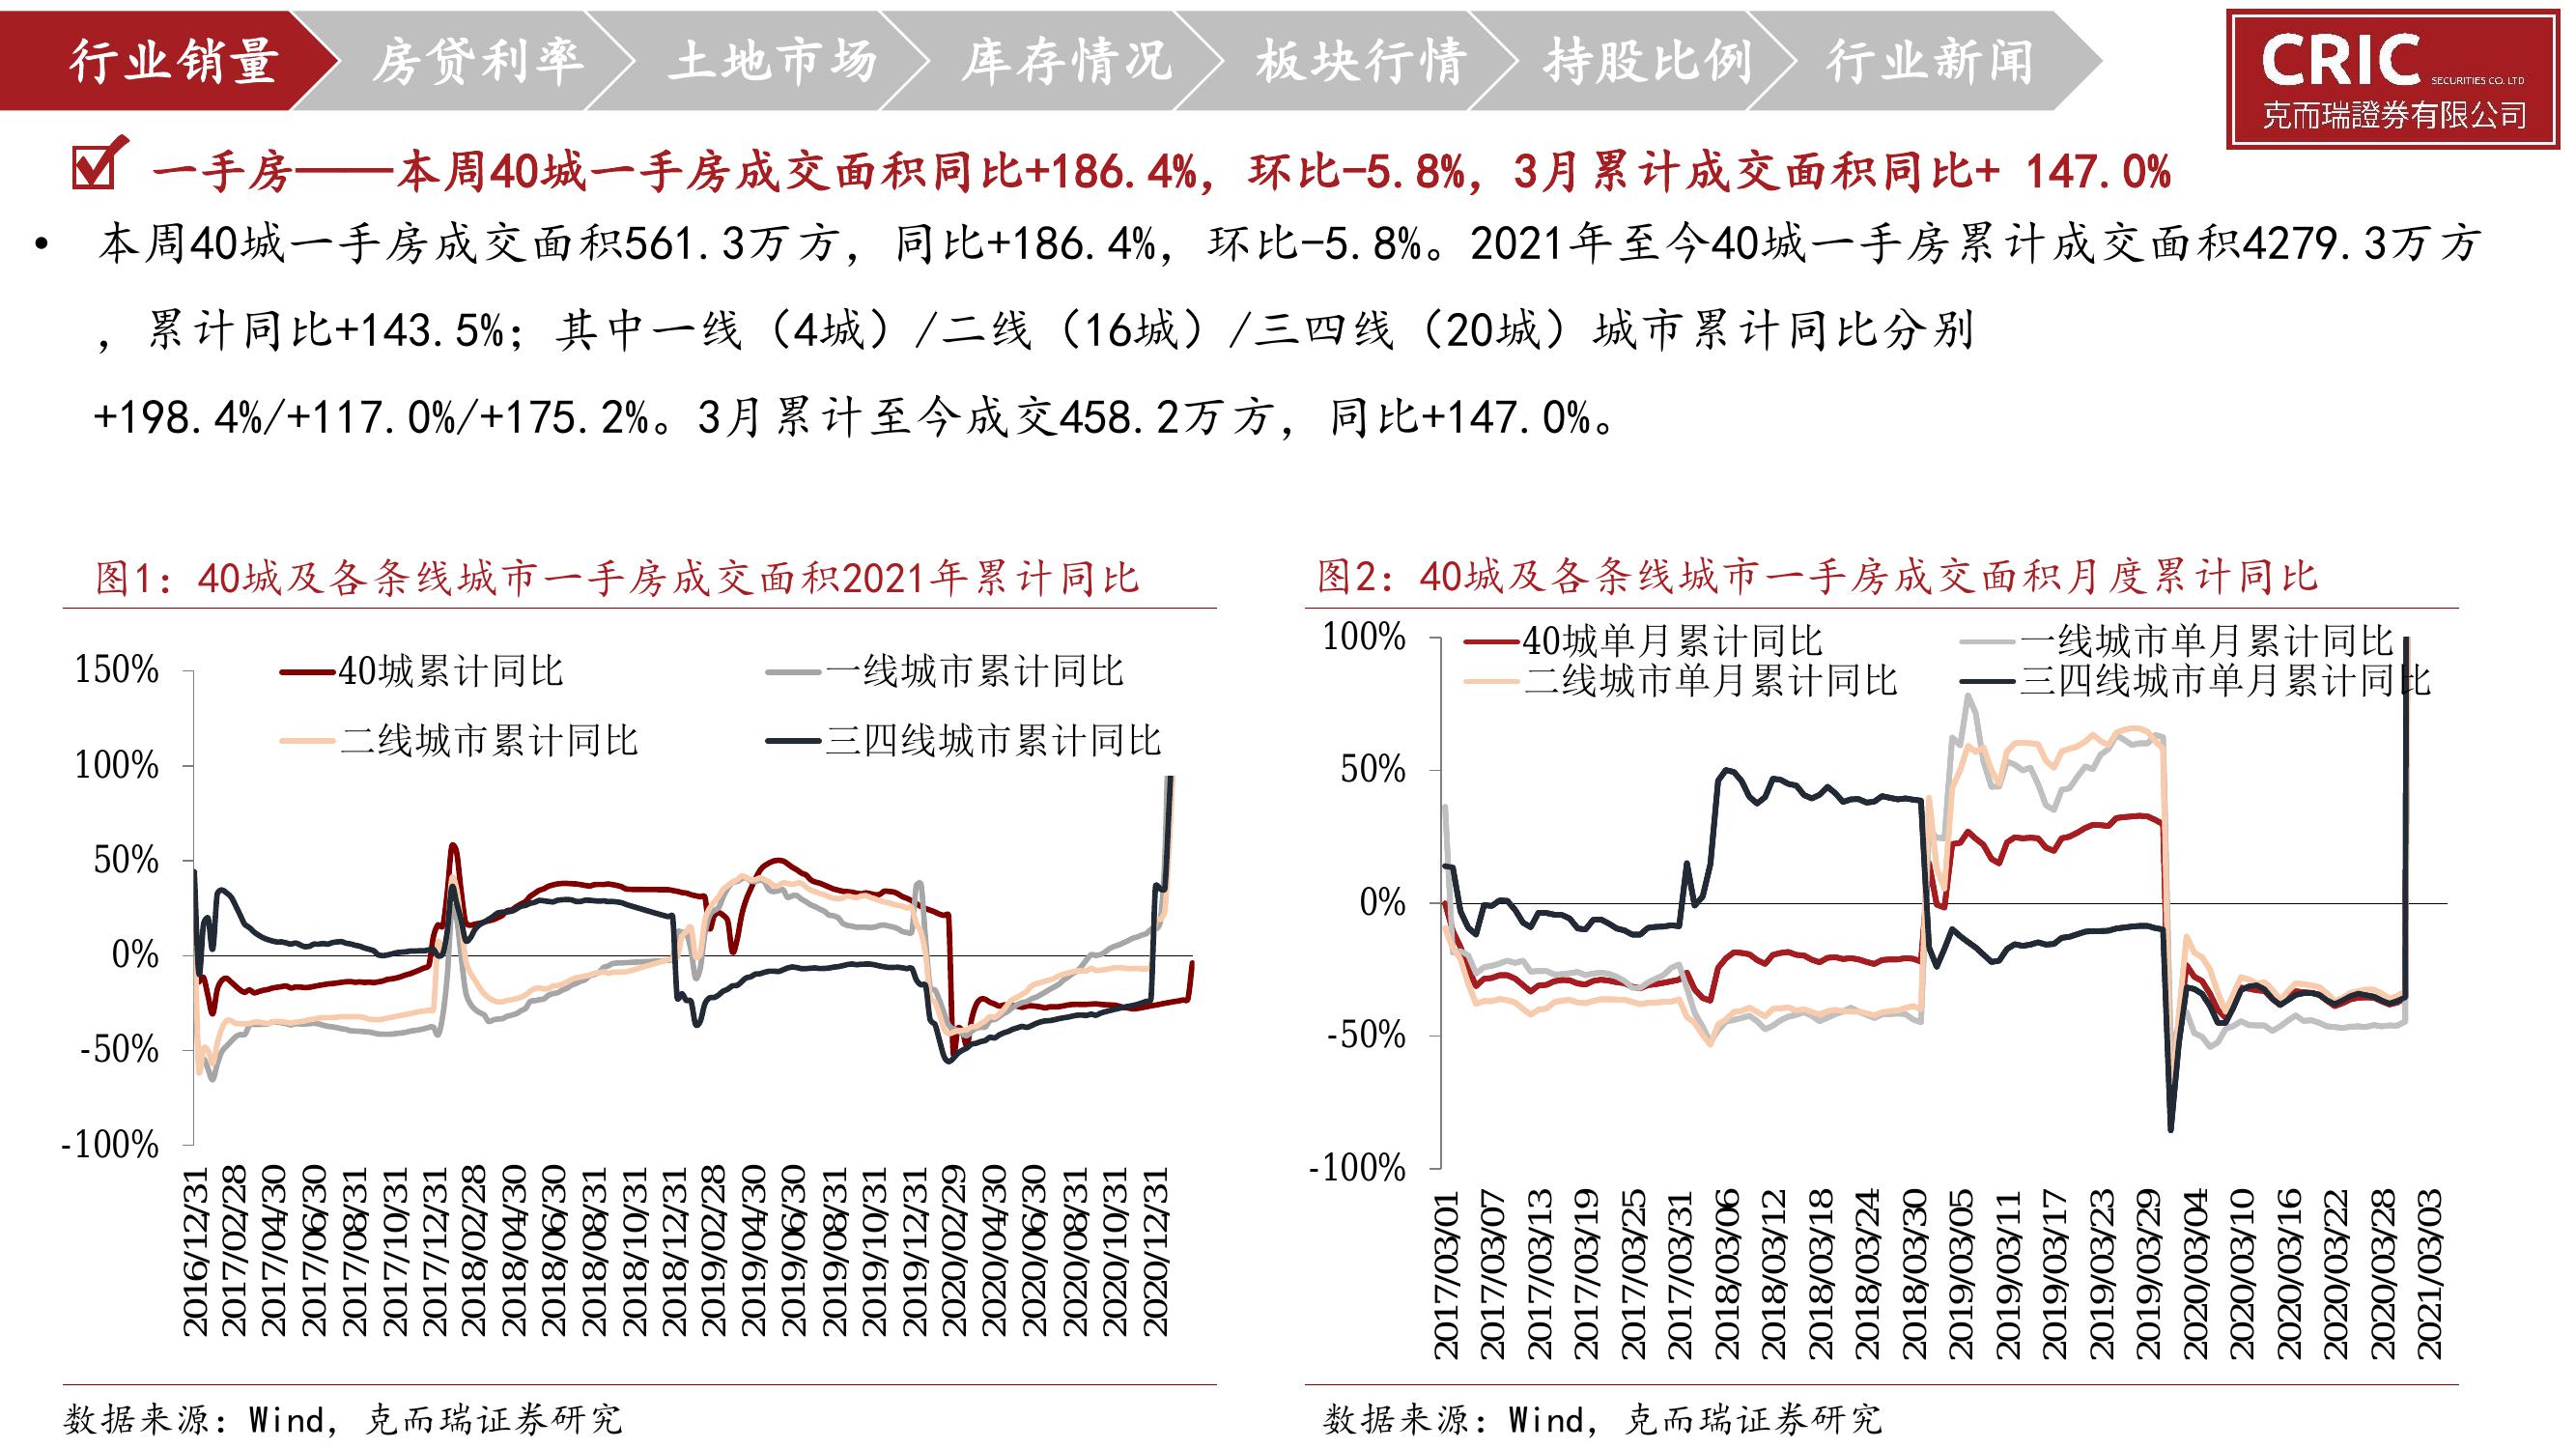 行业销量
房贷利率
土地市场
库存情况
板块行情
持股比例
行业新闻
CRIC SECURITIES CO. LTD
克而瑞證券有限公司
一手房——本周40城一手房成交面积同比+186.4%，环比-5.8%，3月累计成交面积同比+ 147.0%
• 本周40城一手房成交面积561.3万方，同比+186.4%，环比-5.8%。2021年至今40城一手房累计成交面积4279.3万方
，累计同比+143.5%；其中一线（4城）/二线（16城）/三四线（20城）城市累计同比分别
+198.4%/+117.0%/+175.2%。3月累计至今成交458.2万方，同比+147.0%。
图1：40城及各条线城市一手房成交面积2021年累计同比
40城累计同比
一线城市累计同比
二线城市累计同比
三四线城市累计同比
150%
100%
50%
0%
-50%
-100%
2016/12/31
2017/02/28
2017/04/30
2017/06/30
2017/08/31
2017/10/31
2017/12/31
2018/02/28
2018/04/30
2018/06/30
2018/08/31
2018/10/31
2018/12/31
2019/02/28
2019/04/30
2019/06/30
2019/08/31
2019/10/31
2019/12/31
2020/02/29
2020/04/30
2020/06/30
2020/08/31
2020/10/31
2020/12/31
数据来源：Wind，克而瑞证券研究
图2：40城及各条线城市一手房成交面积月度累计同比
40城单月累计同比
一线城市单月累计同比
二线城市单月累计同比
三四线城市单月累计同比
100%
50%
0%
-50%
-100%
2017/03/01
2017/03/07
2017/03/13
2017/03/19
2017/03/25
2017/03/31
2018/03/06
2018/03/12
2018/03/18
2018/03/24
2018/03/30
2019/03/05
2019/03/11
2019/03/17
2019/03/23
2019/03/29
2020/03/04
2020/03/10
2020/03/16
2020/03/22
2020/03/28
2021/03/03
数据来源：Wind，克而瑞证券研究